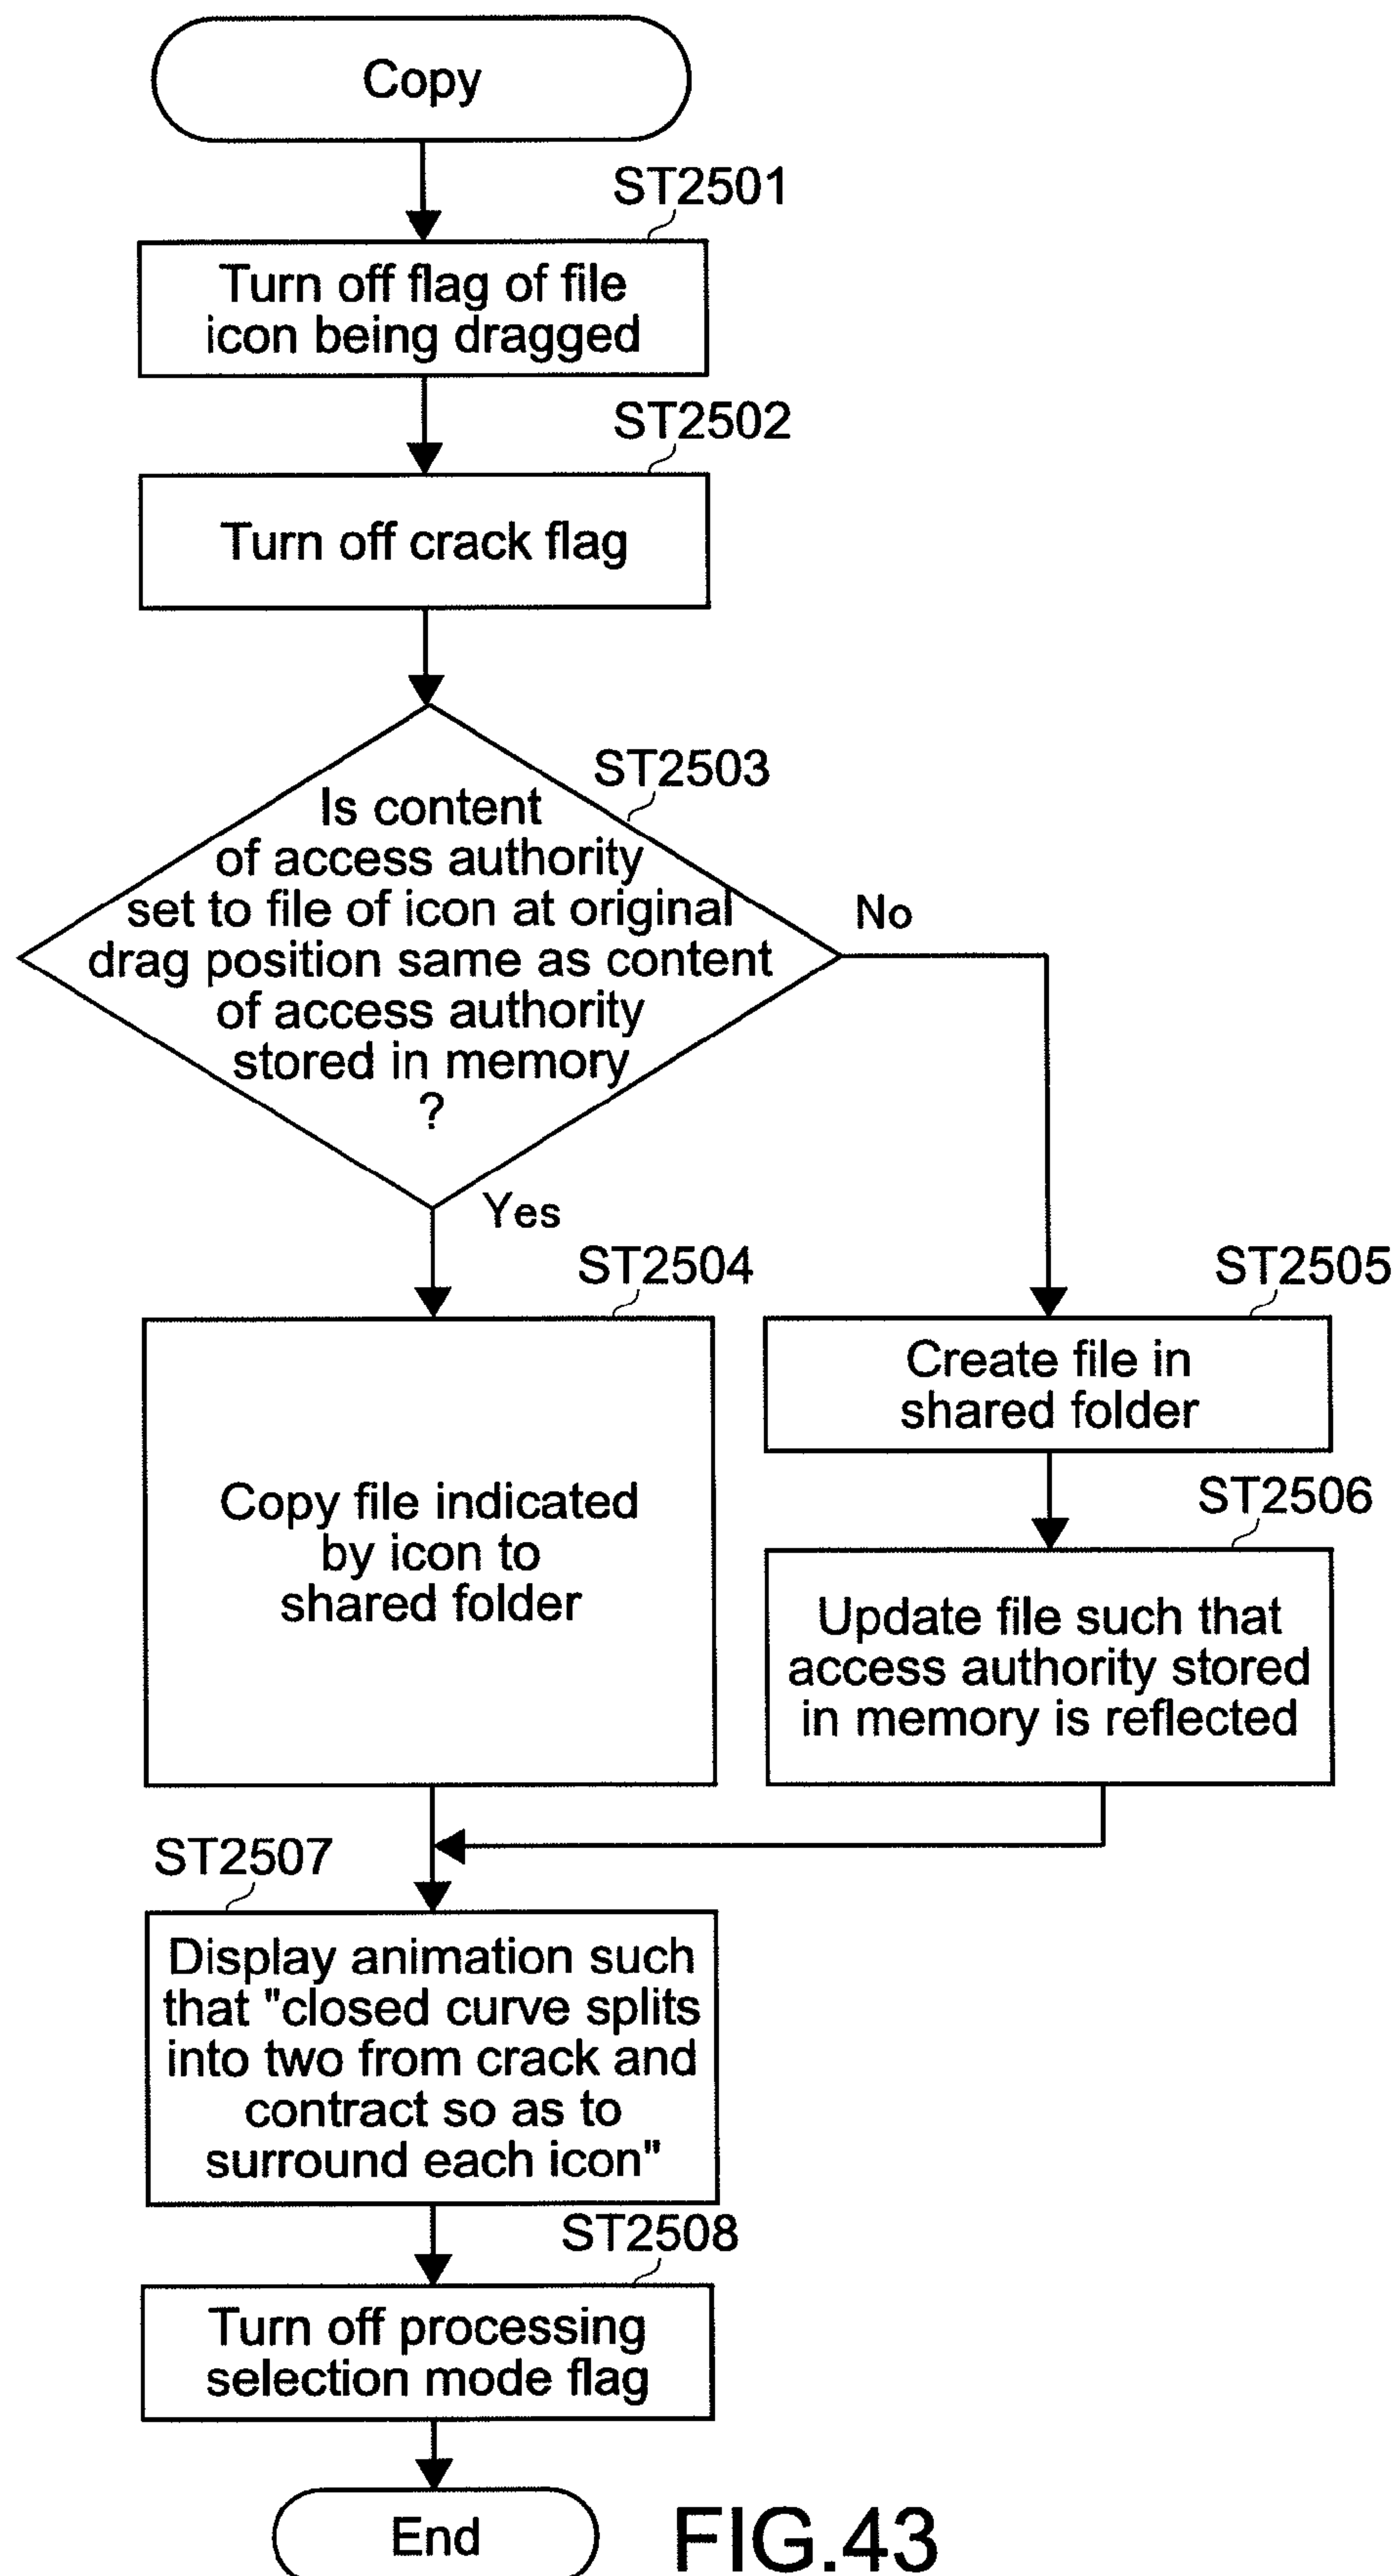 Copy
ST2501
Turn off flag of file
icon being dragged
ST2502
Turn off crack flag
ST2503
Is content
of access authority
set to file of icon at original
drag position same as content
of access authority
stored in memory
?
No
Yes
ST2504
Copy file indicated
by icon to
shared folder
ST2505
Create file in
shared folder
ST2506
Update file such that
access authority stored
in memory is reflected
ST2507
Display animation such
that "closed curve splits
into two from crack and
contract so as to
surround each icon"
ST2508
Turn off processing
selection mode flag
End
FIG.43